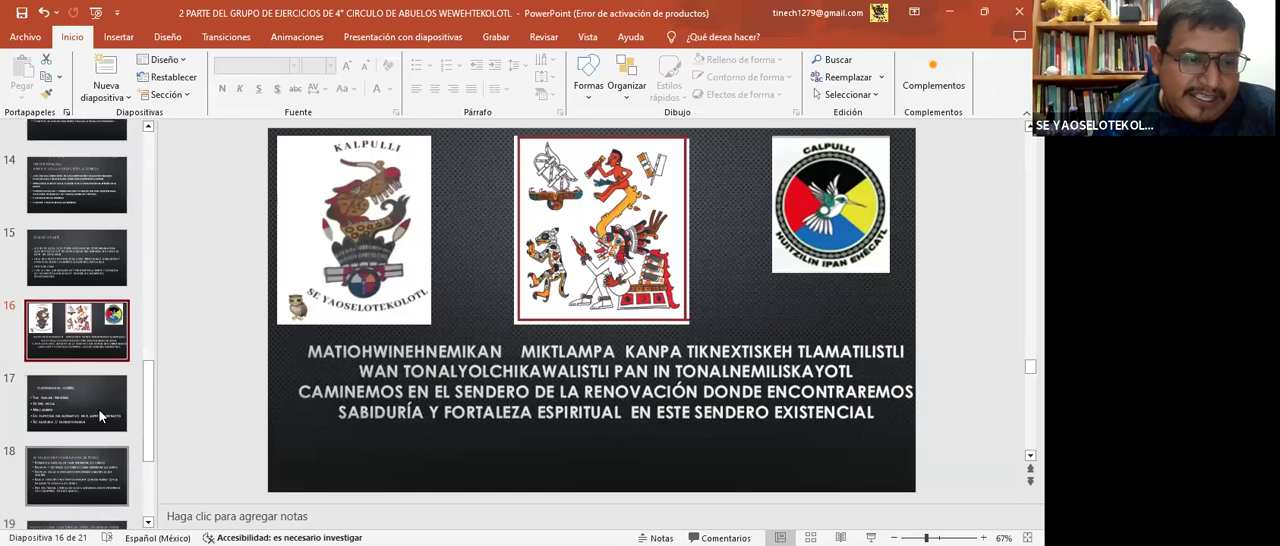 2 PARTE DEL GRUPO DE EJERCICIOS DE 4° CIRCULO DE ABUELOS WEWEHTEKOLOTL - PowerPoint (Error de activación de productos)
tinech1279@gmail.com
Archivo Inicio Insertar Diseño Transiciones Animaciones Presentación con diapositivas Grabar Revisar Vista Ayuda ¿Qué desea hacer?
Pegar
Nueva diapositiva
Diseño
Restablecer
Sección
N K S S abc AV Aa A
Formas Organizar Estilos rápidos
Relleno de forma
Contorno de forma
Efectos de forma
Buscar
Reemplazar
Seleccionar
Complementos
Portapapeles Diapositivas Fuente Párrafo Dibujo Edición Complementos
SE YAOSELOTEKOL...
14
15
16
17
18
19
KALPULLI
SE YAOSELOTEKOLOTL
CALPULLI
HUITZILIN IPAN EHECATL
MATIOHWINEHNEMIKAN MIKTLAMPA KANPA TIKNEXTISKEH TLAMATILISTLI
WAN TONALYOLCHIKAWALISTLI PAN IN TONALNEMILISKAYOTL
CAMINEMOS EN EL SENDERO DE LA RENOVACIÓN DONDE ENCONTRAREMOS
SABIDURÍA Y FORTALEZA ESPIRITUAL EN ESTE SENDERO EXISTENCIAL
Haga clic para agregar notas
Diapositiva 16 de 21 Español (México) Accesibilidad: es necesario investigar Notas Comentarios 67%